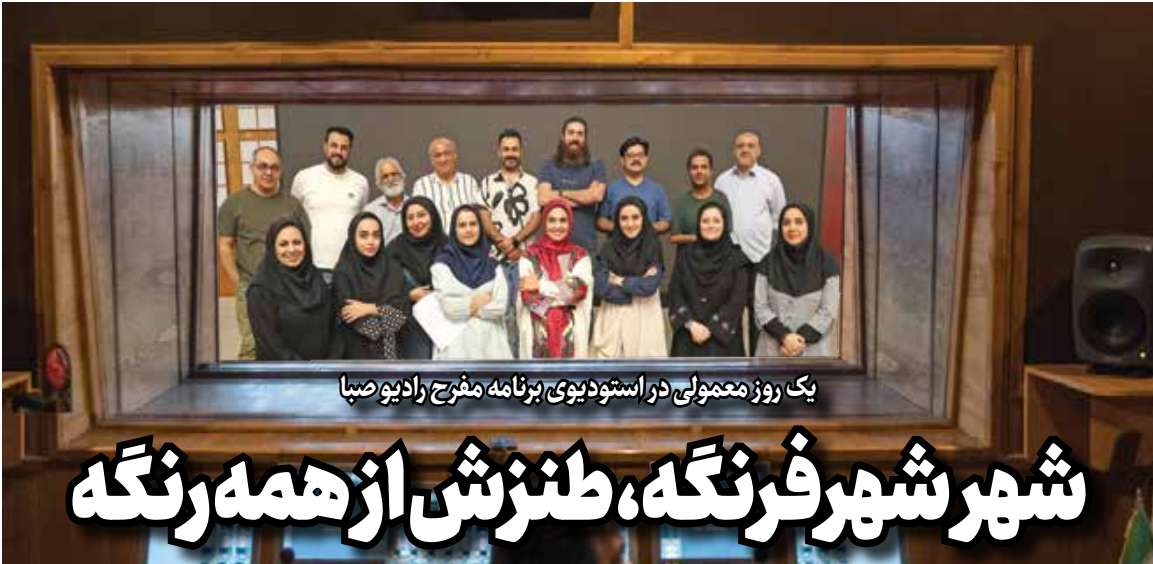 یک روز معمولی در استودیوی برنامه مفرح رادیو صبا
شهر شهر فرنگه، طنزش از همه رنگه